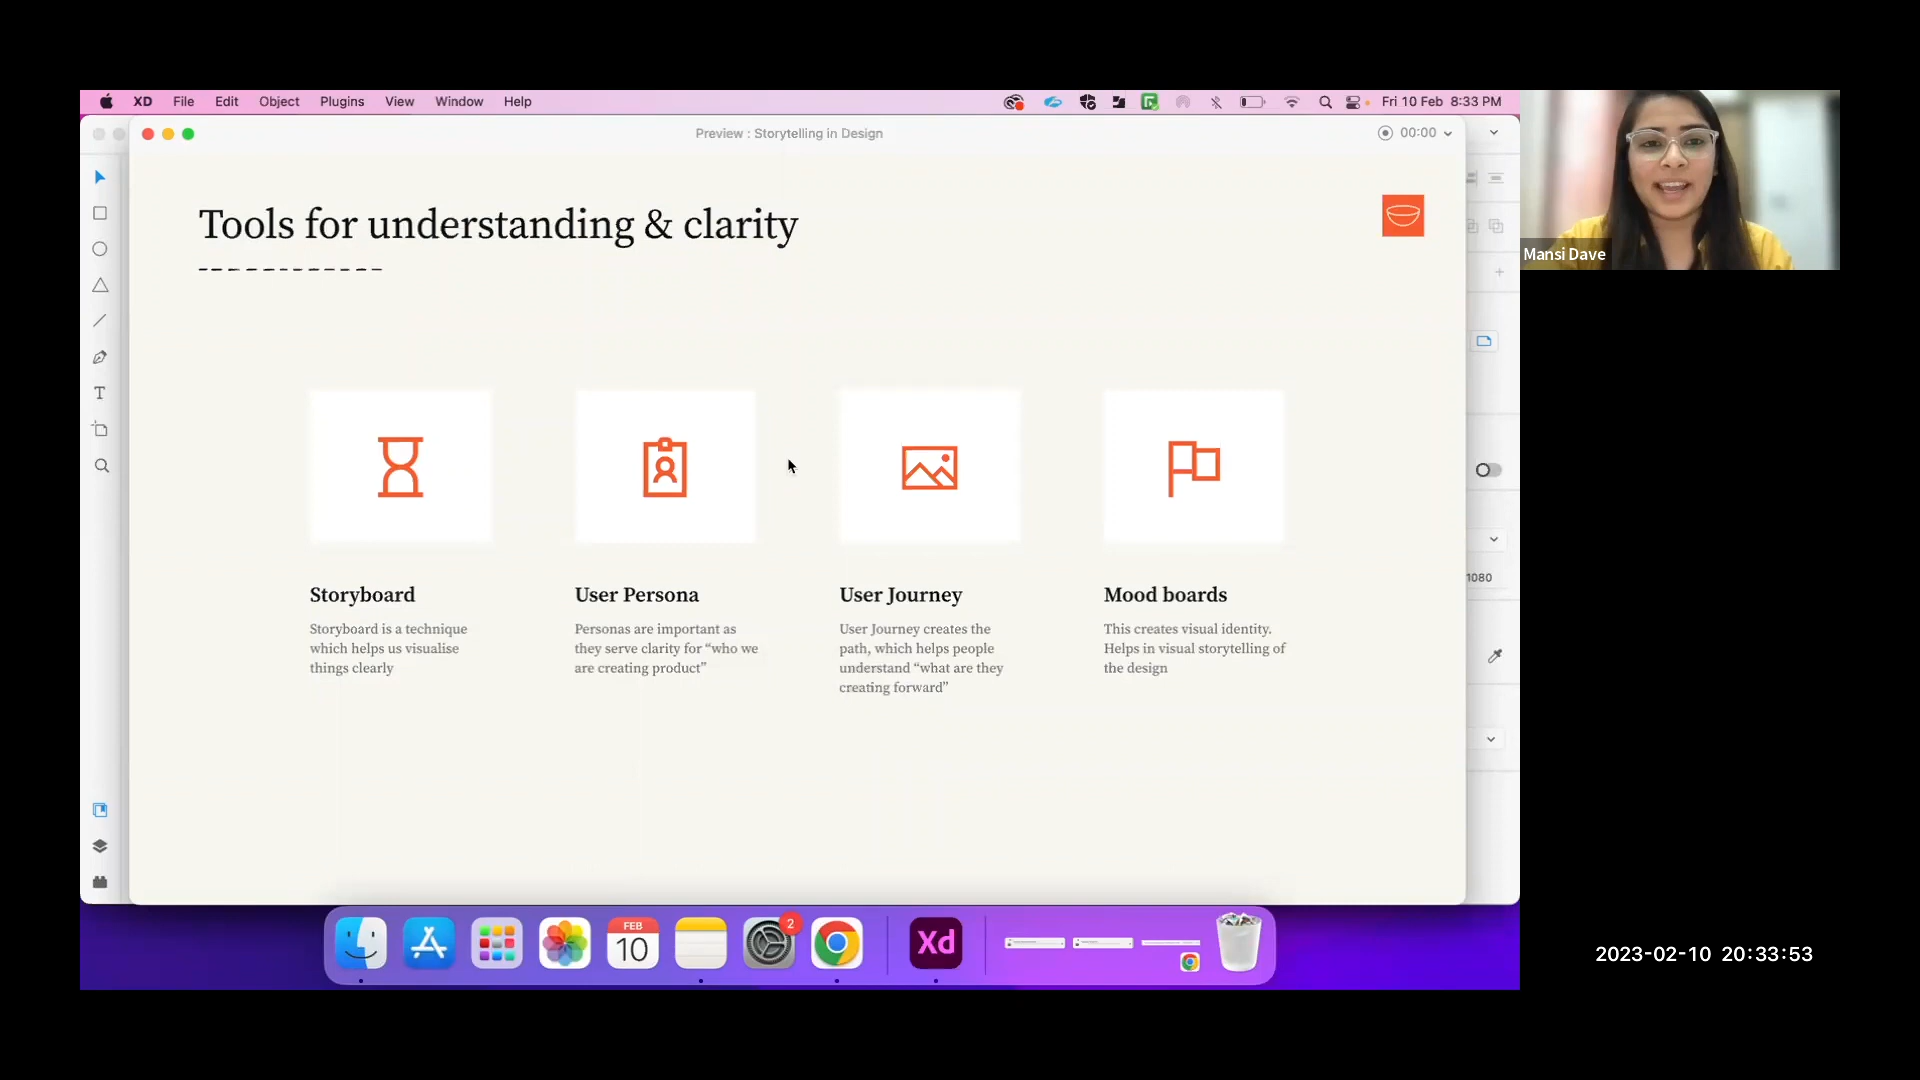 XD File Edit Object Plugins View Window Help
Fri 10 Feb 8:33 PM
Preview : Storytelling in Design
00:00
Tools for understanding & clarity
Mansi Dave
T
1080
Storyboard
Storyboard is a technique
which helps us visualise
things clearly
User Persona
Personas are important as
they serve clarity for “who we
are creating product”
User Journey
User Journey creates the
path, which helps people
understand “what are they
creating forward”
Mood boards
This creates visual identity.
Helps in visual storytelling of
the design
FEB
10
2
Xd
2023-02-10 20:33:53